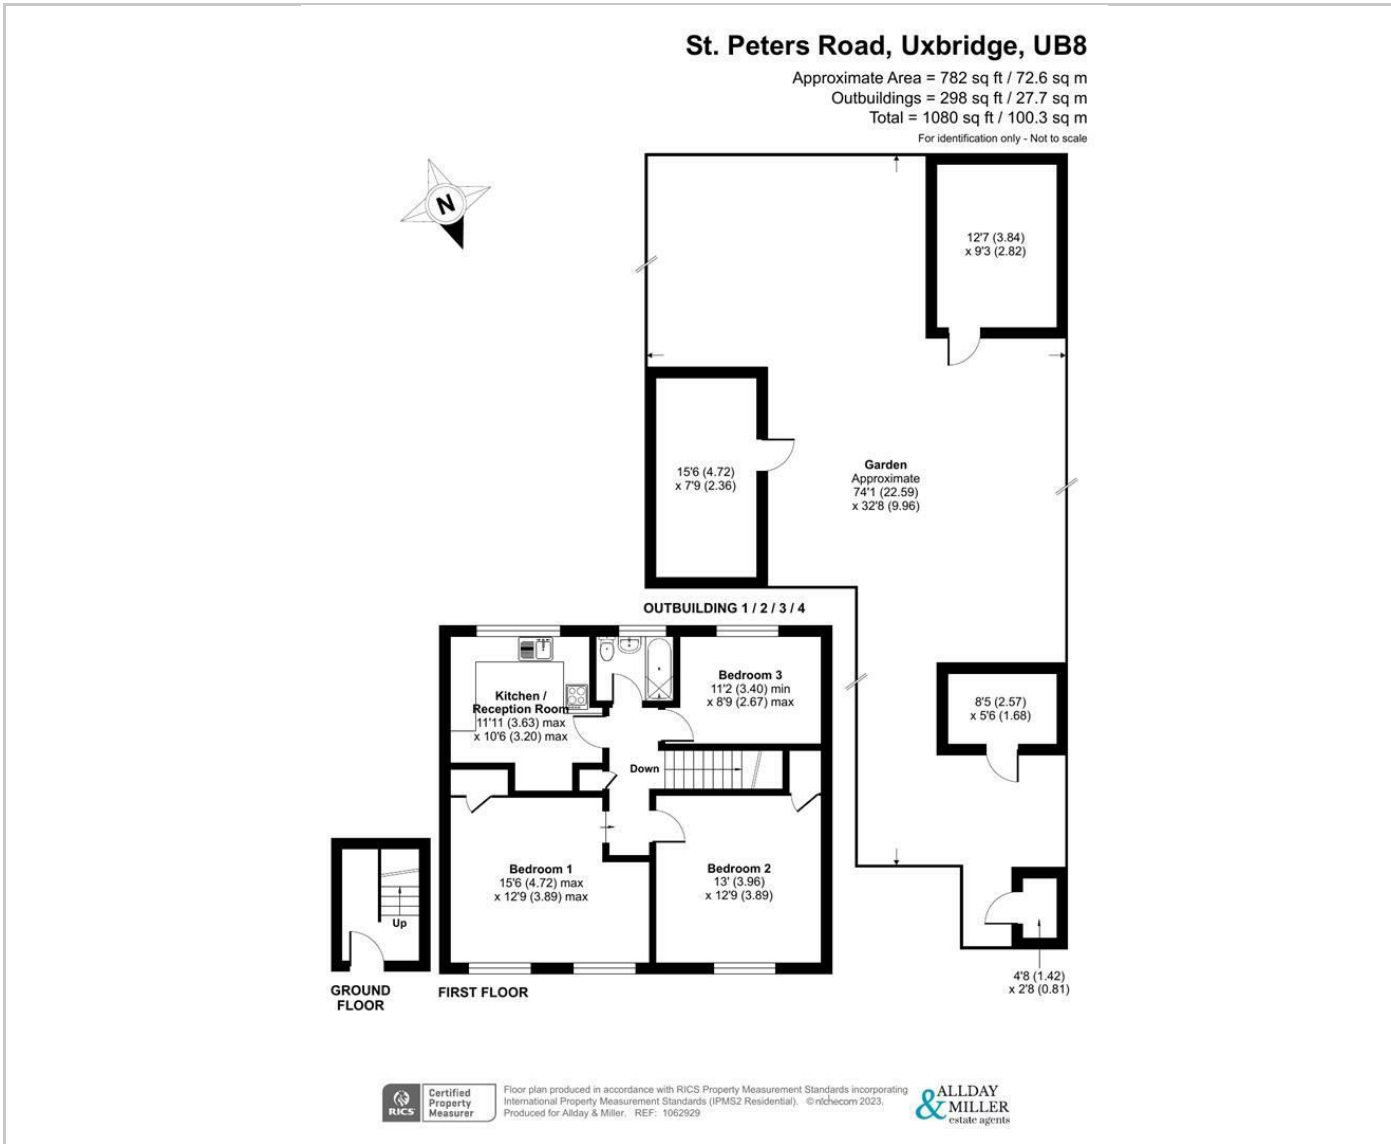 St. Peters Road, Uxbridge, UB8
Approximate Area = 782 sq ft / 72.6 sq m
Outbuildings = 298 sq ft / 27.7 sq m
Total = 1080 sq ft / 100.3 sq m
For identification only - Not to scale
N
12'7 (3.84)
x 9'3 (2.82)
15'6 (4.72)
x 7'9 (2.36)
Garden
Approximate
74'1 (22.59)
x 32'8 (9.96)
OUTBUILDING 1 / 2 / 3 / 4
Kitchen /
Reception Room
11'11 (3.63) max
x 10'6 (3.20) max
Bedroom 3
11'2 (3.40) min
x 8'9 (2.67) max
8'5 (2.57)
x 5'6 (1.68)
Down
Bedroom 1
15'6 (4.72) max
x 12'9 (3.89) max
Bedroom 2
13' (3.96)
x 12'9 (3.89)
Up
4'8 (1.42)
x 2'8 (0.81)
GROUND
FLOOR
FIRST FLOOR
RICS
Certified
Property
Measurer
Floor plan produced in accordance with RICS Property Measurement Standards incorporating
International Property Measurement Standards (IPMS2 Residential). © nichecom 2023.
Produced for Allday & Miller. REF: 1062929
ALLDAY
& MILLER
estate agents